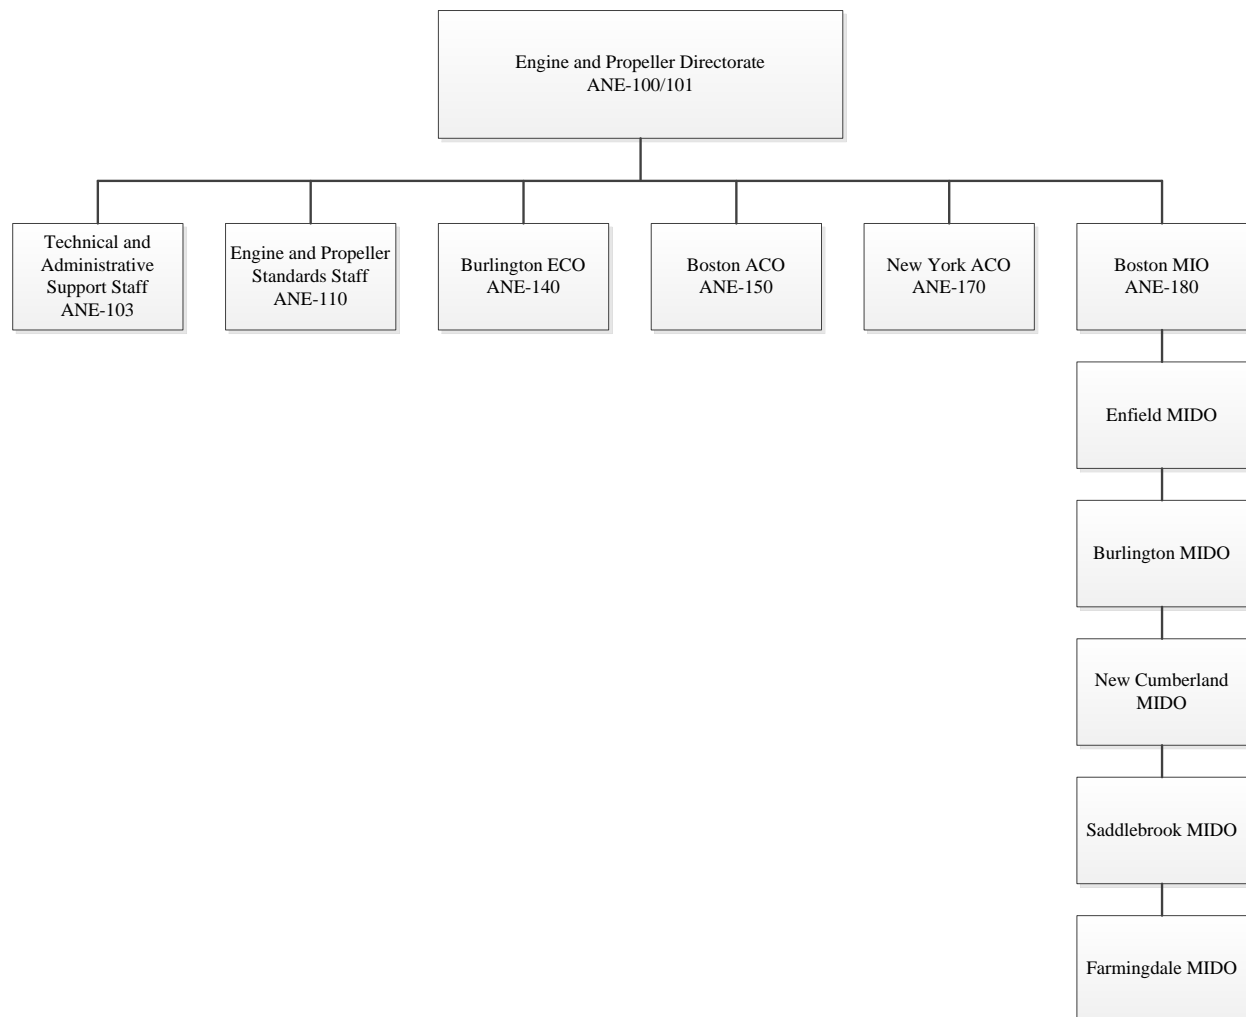 Engine and Propeller Directorate
ANE-100/101
Technical and
Administrative
Support Staff
ANE-103
Engine and Propeller
Standards Staff
ANE-110
Burlington ECO
ANE-140
Boston ACO
ANE-150
New York ACO
ANE-170
Boston MIO
ANE-180
Enfield MIDO
Burlington MIDO
New Cumberland
MIDO
Saddlebrook MIDO
Farmingdale MIDO